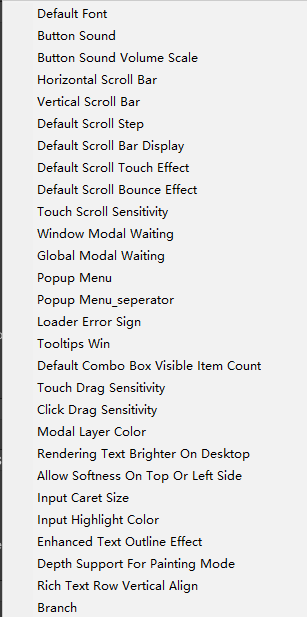 Default Font
Button Sound
Button Sound Volume Scale
Horizontal Scroll Bar
Vertical Scroll Bar
Default Scroll Step
Default Scroll Bar Display
Default Scroll Touch Effect
Default Scroll Bounce Effect
Touch Scroll Sensitivity
Window Modal Waiting
Global Modal Waiting
Popup Menu
Popup Menu_seperator
Loader Error Sign
Tooltips Win
Default Combo Box Visible Item Count
Touch Drag Sensitivity
Click Drag Sensitivity
Modal Layer Color
Rendering Text Brighter On Desktop
Allow Softness On Top Or Left Side
Input Caret Size
Input Highlight Color
Enhanced Text Outline Effect
Depth Support For Painting Mode
Rich Text Row Vertical Align
Branch